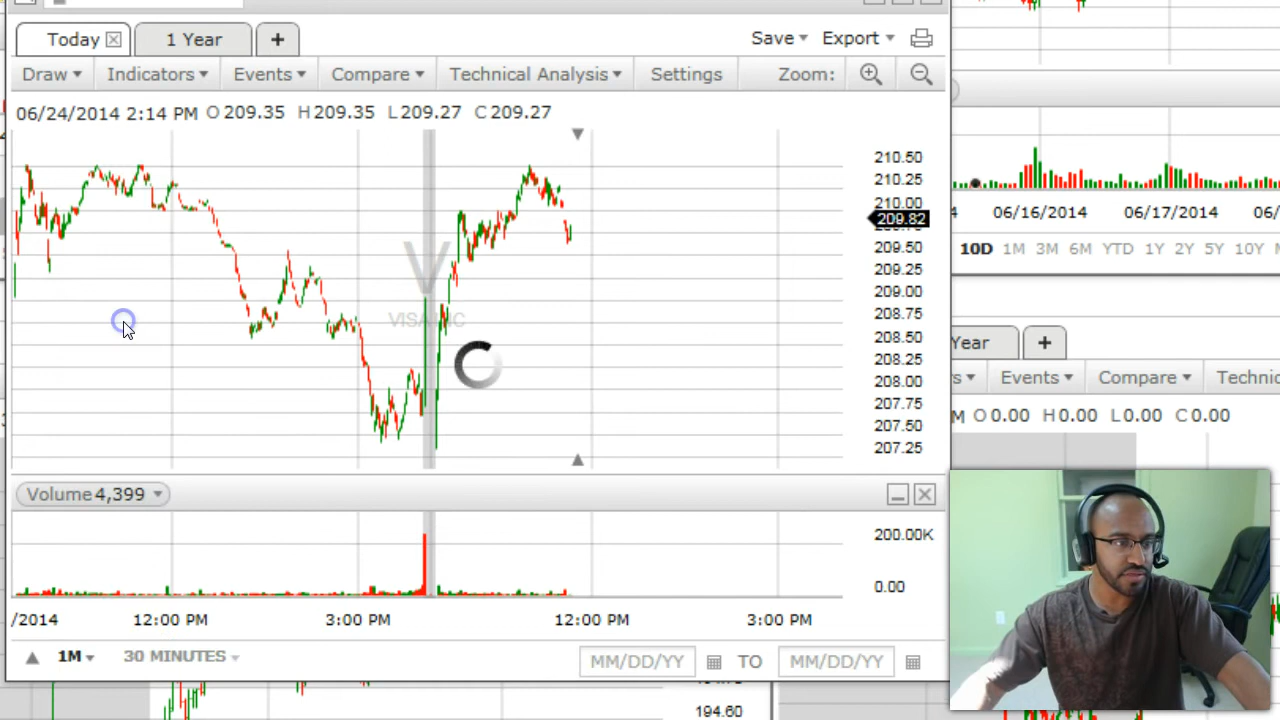 Today
1 Year
+
Save
Export
Draw
Indicators
Events
Compare
Technical Analysis
Settings
Zoom:
06/24/2014 2:14 PM O 209.35 H 209.35 L 209.27 C 209.27
V
VISA INC
210.50
210.25
210.00
209.82
209.50
209.25
209.00
208.75
208.50
208.25
208.00
207.75
207.50
207.25
Volume 4,399
200.00K
0.00
/2014
12:00 PM
3:00 PM
12:00 PM
3:00 PM
1M
30 MINUTES
MM/DD/YY
TO
MM/DD/YY
4
06/16/2014
06/17/2014
06/
10D 1M 3M 6M YTD 1Y 2Y 5Y 10Y M
Year
+
s
Events
Compare
Technic
M O 0.00 H 0.00 L 0.00 C 0.00
194.60